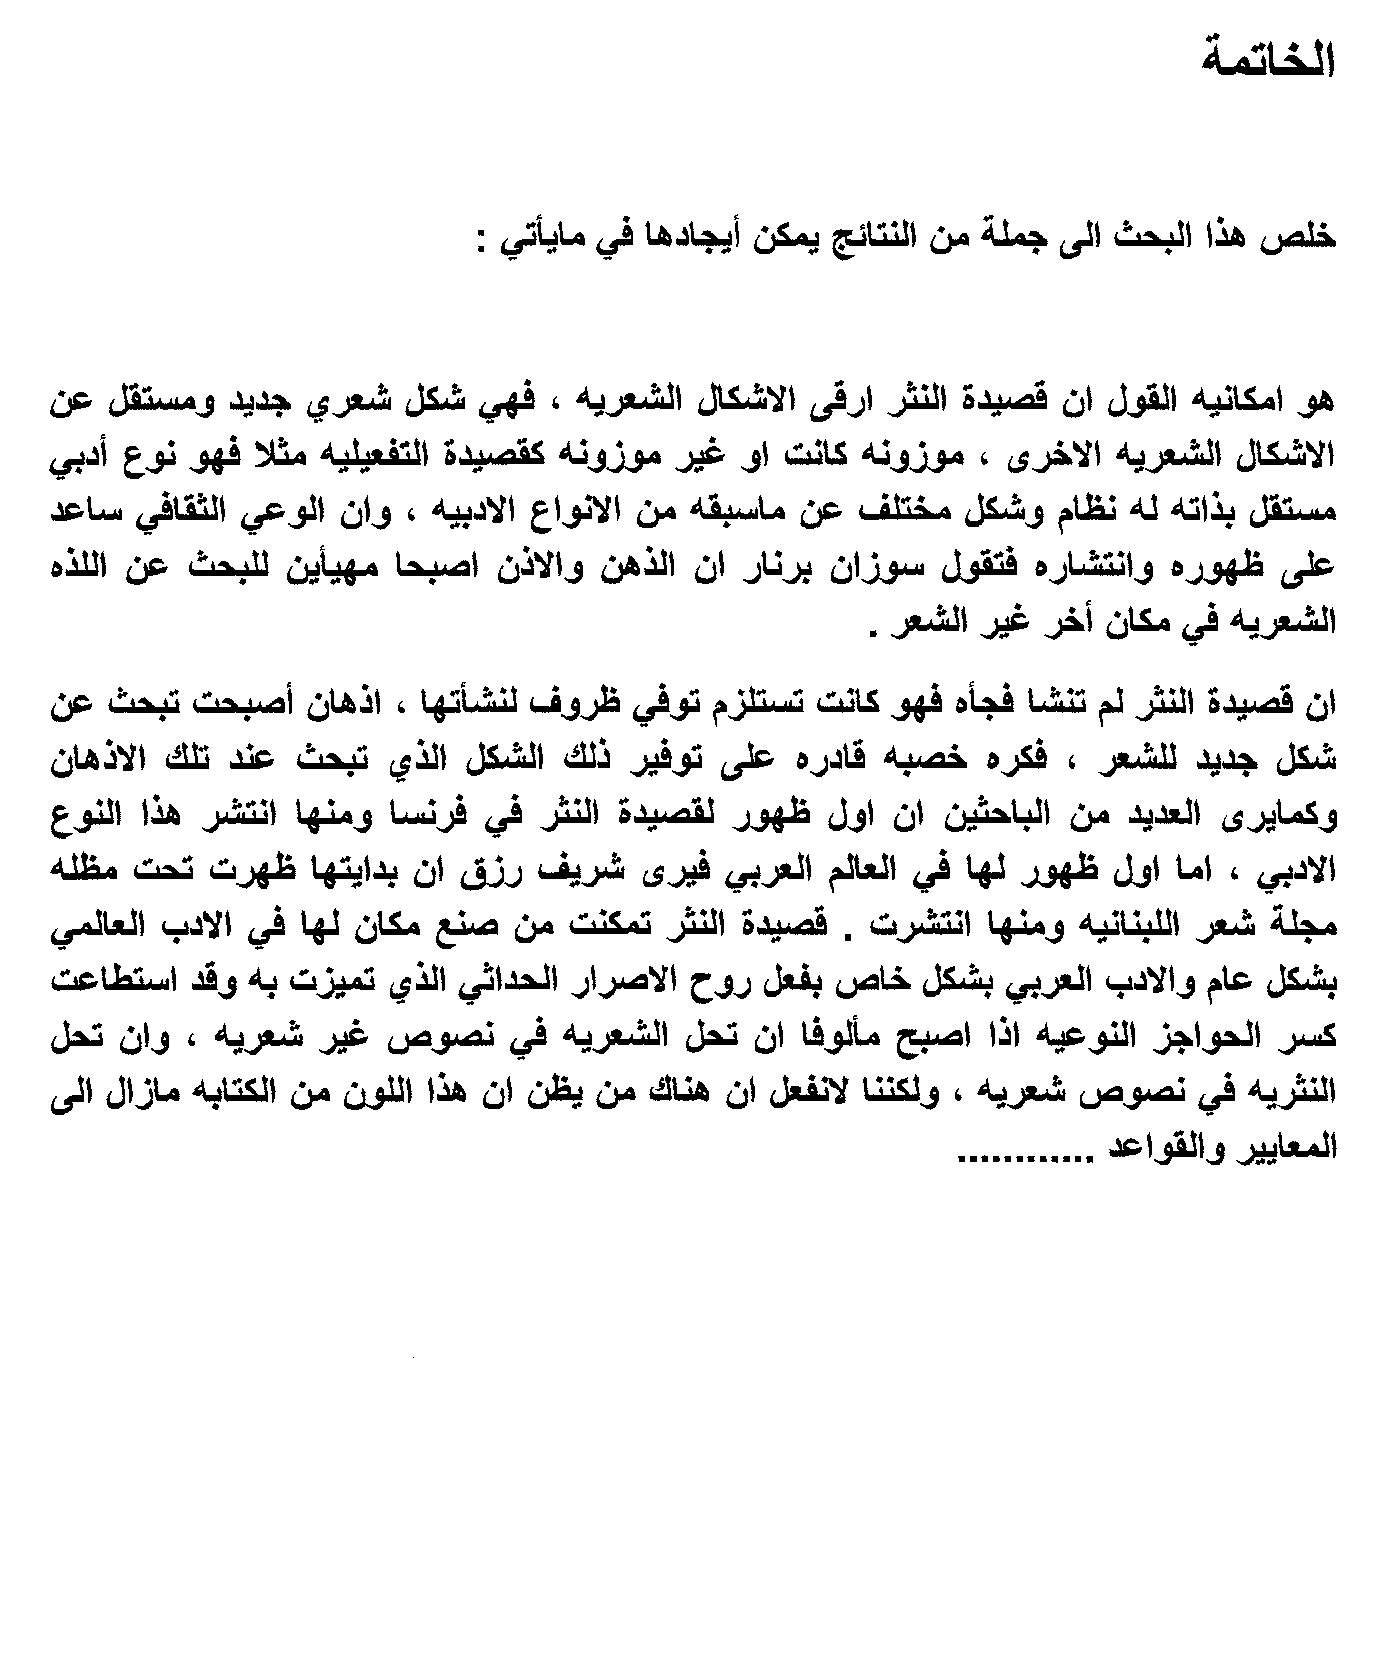 الخاتمة
خلص هذا البحث الى جملة من النتائج يمكن أيجادها في مايأتي :
هو امكانيه القول ان قصيدة النثر ارقى الاشكال الشعريه ، فهي شكل شعري جديد ومستقل عن
الاشكال الشعريه الاخرى ، موزونه كانت او غير موزونه كقصيدة التفعيليه مثلا فهو نوع أدبي
مستقل بذاته له نظام وشكل مختلف عن ماسبقه من الانواع الادبيه ، وان الوعي الثقافي ساعد
على ظهوره وانتشاره فتقول سوزان برنار ان الذهن والاذن اصبحا مهيأين للبحث عن اللذه
الشعريه في مكان أخر غير الشعر .
ان قصيدة النثر لم تنشا فجأه فهو كانت تستلزم توفي ظروف لنشأتها ، اذهان أصبحت تبحث عن
شكل جديد للشعر ، فكره خصبه قادره على توفير ذلك الشكل الذي تبحث عند تلك الاذهان
وكمايرى العديد من الباحثين ان اول ظهور لقصيدة النثر في فرنسا ومنها انتشر هذا النوع
الادبي ، اما اول ظهور لها في العالم العربي فيرى شريف رزق ان بدايتها ظهرت تحت مظله
مجلة شعر اللبنانيه ومنها انتشرت . قصيدة النثر تمكنت من صنع مكان لها في الادب العالمي
بشكل عام والادب العربي بشكل خاص بفعل روح الاصرار الحداثي الذي تميزت به وقد استطاعت
كسر الحواجز النوعيه اذا اصبح مألوفا ان تحل الشعريه في نصوص غير شعريه ، وان تحل
النثريه في نصوص شعريه ، ولكننا لانفعل ان هناك من يظن ان هذا اللون من الكتابه مازال الى
المعايير والقواعد ............